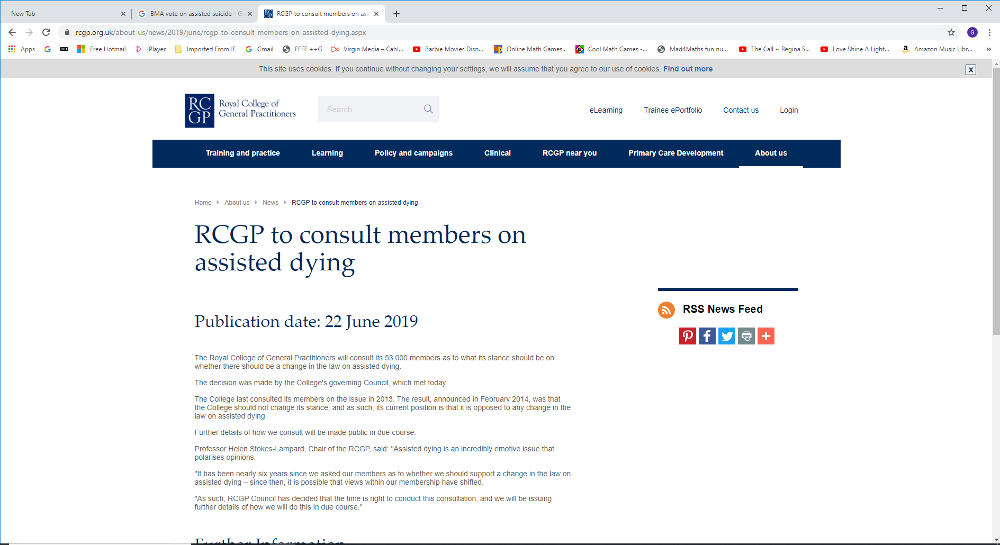 New Tab
BMA vote on assisted suicide - G
RCGP to consult members on ass
rcgp.org.uk/about-us/news/2019/june/rcgp-to-consult-members-on-assisted-dying.aspx
G
Apps
BBC
Free Hotmail
iPlayer
Imported From IE
Gmail
FFFF ++G
Virgin Media – Cabl...
Barbie Movies Disn...
Online Math Games...
Cool Math Games -...
Mad4Maths fun nu...
The Call ~ Regina S...
Love Shine A Light...
Amazon Music Libr...
»
This site uses cookies. If you continue without changing your settings, we will assume that you agree to our use of cookies. Find out more
X
RC
GP
Royal College of
General Practitioners
Search
eLearning
Trainee ePortfolio
Contact us
Login
Training and practice
Learning
Policy and campaigns
Clinical
RCGP near you
Primary Care Development
About us
Home
About us
News
RCGP to consult members on assisted dying
RCGP to consult members on
assisted dying
RSS News Feed
Publication date: 22 June 2019
The Royal College of General Practitioners will consult its 53,000 members as to what its stance should be on
whether there should be a change in the law on assisted dying.
The decision was made by the College's governing Council, which met today.
The College last consulted its members on the issue in 2013. The result, announced in February 2014, was that
the College should not change its stance, and as such, its current position is that it is opposed to any change in the
law on assisted dying.
Further details of how we consult will be made public in due course.
Professor Helen Stokes-Lampard, Chair of the RCGP, said: "Assisted dying is an incredibly emotive issue that
polarises opinions.
"It has been nearly six years since we asked our members as to whether we should support a change in the law on
assisted dying – since then, it is possible that views within our membership have shifted.
"As such, RCGP Council has decided that the time is right to conduct this consultation, and we will be issuing
further details of how we will do this in due course."
Further Information